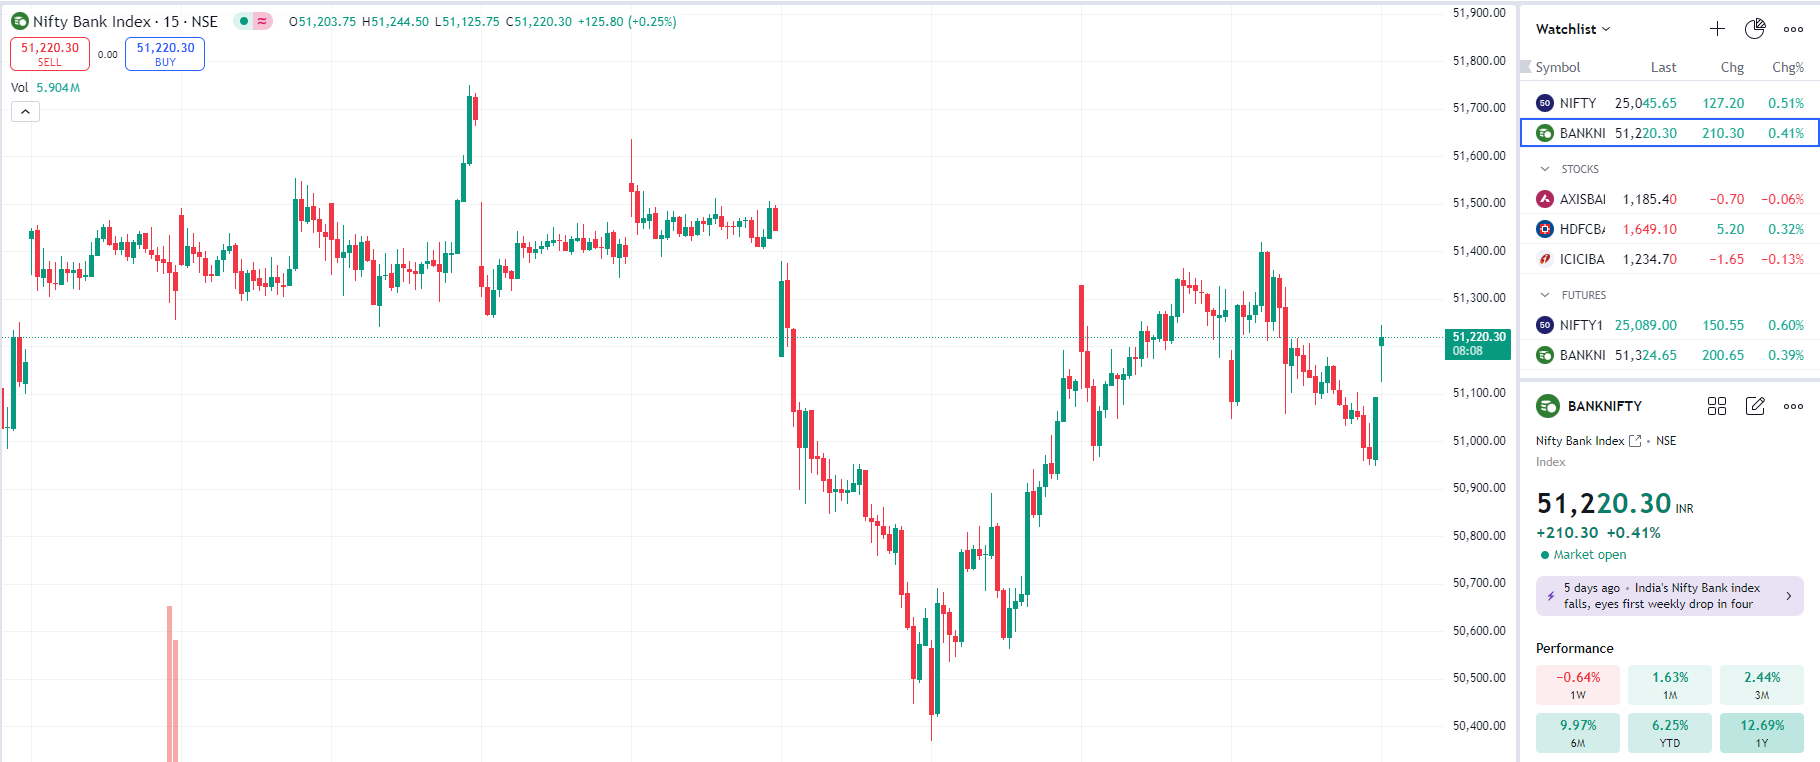 Nifty Bank Index · 15 · NSE
≈
O51,203.75 H51,244.50 L51,125.75 C51,220.30 +125.80 (+0.25%)
51,220.30
SELL
0.00
51,220.30
BUY
Vol 5.904M
51,900.00
51,800.00
51,700.00
51,600.00
51,500.00
51,400.00
51,300.00
51,220.30
08:08
51,100.00
51,000.00
50,900.00
50,800.00
50,700.00
50,600.00
50,500.00
50,400.00
Watchlist
Symbol Last Chg Chg%
50 NIFTY 25,045.65 127.20 0.51%
BANKNI 51,220.30 210.30 0.41%
STOCKS
AXISBAI 1,185.40 −0.70 −0.06%
HDFCBA 1,649.10 5.20 0.32%
ICICIBA 1,234.70 −1.65 −0.13%
FUTURES
50 NIFTY1 25,089.00 150.55 0.60%
BANKNI 51,324.65 200.65 0.39%
BANKNIFTY
Nifty Bank Index • NSE
Index
51,220.30 INR
+210.30 +0.41%
Market open
5 days ago • India's Nifty Bank index
falls, eyes first weekly drop in four
Performance
−0.64%
1W
1.63%
1M
2.44%
3M
9.97%
6M
6.25%
YTD
12.69%
1Y